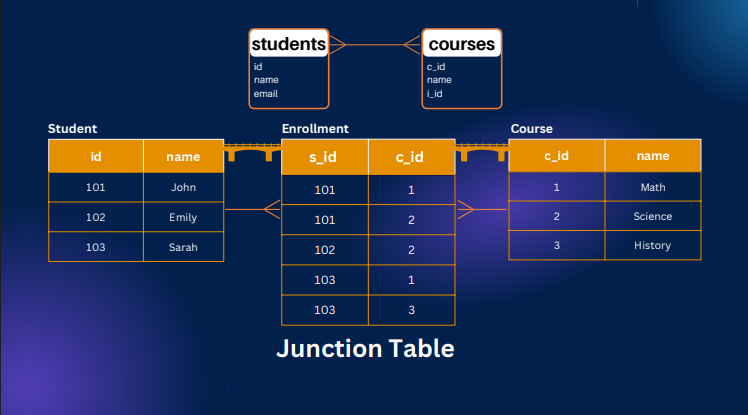 students courses
id c_id
name name
email i_id
Student Enrollment Course
id name s_id c_id c_id name
101 John 101 1 1 Math
102 Emily 101 2 2 Science
103 Sarah 102 2 3 History
103 1
103 3
Junction Table